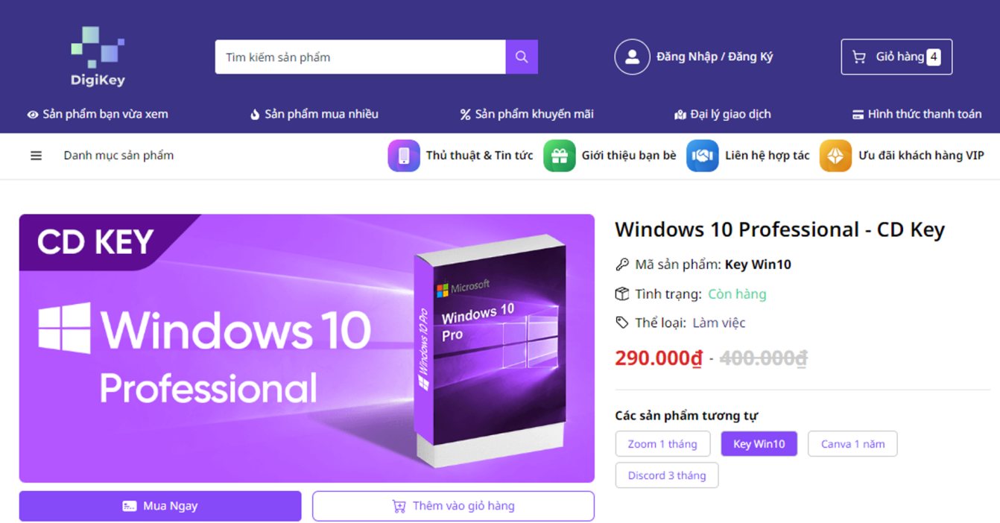 DigiKey
Tìm kiếm sản phẩm
Đăng Nhập / Đăng Ký
Giỏ hàng 4
Sản phẩm bạn vừa xem
Sản phẩm mua nhiều
Sản phẩm khuyến mãi
Đại lý giao dịch
Hình thức thanh toán
Danh mục sản phẩm
Thủ thuật & Tin tức
Giới thiệu bạn bè
Liên hệ hợp tác
Ưu đãi khách hàng VIP
CD KEY
Windows 10
Professional
Microsoft
Windows 10
Pro
Windows 10 Pro
Windows 10 Professional - CD Key
Mã sản phẩm: Key Win10
Tình trạng: Còn hàng
Thể loại: Làm việc
290.000₫ - 400.000₫
Các sản phẩm tương tự
Zoom 1 tháng
Key Win10
Canva 1 năm
Discord 3 tháng
Mua Ngay
Thêm vào giỏ hàng